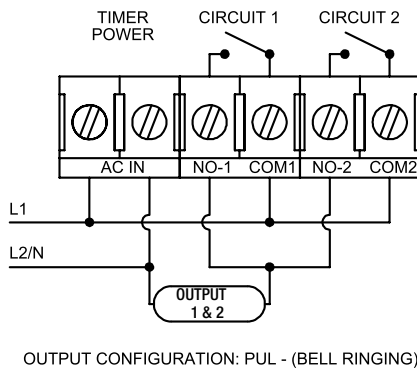 TIMER
POWER
CIRCUIT 1
CIRCUIT 2
AC IN
NO-1
COM1
NO-2
COM2
L1
L2/N
OUTPUT
1 & 2
OUTPUT CONFIGURATION: PUL - (BELL RINGING)